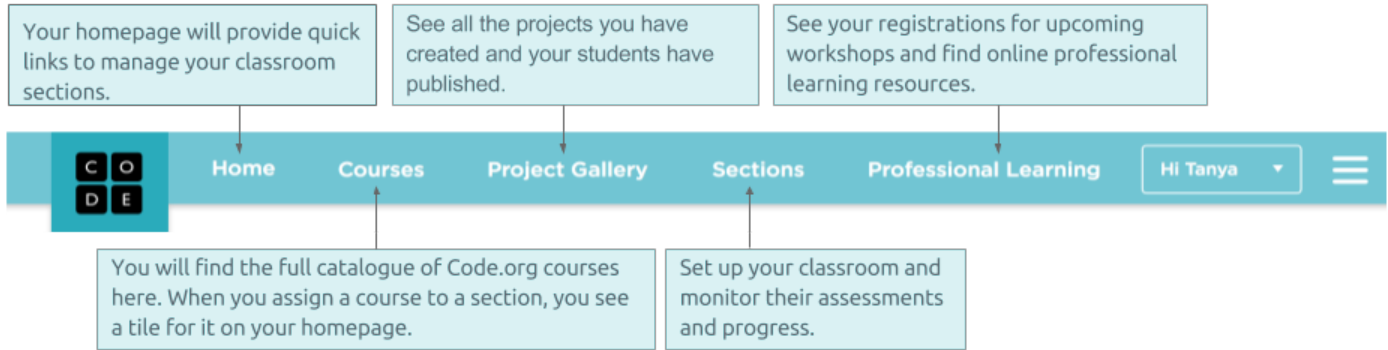 Your homepage will provide quick
links to manage your classroom
sections.
See all the projects you have
created and your students have
published.
See your registrations for upcoming
workshops and find online professional
learning resources.
C O
D E
Home
Courses
Project Gallery
Sections
Professional Learning
Hi Tanya
You will find the full catalogue of Code.org courses
here. When you assign a course to a section, you see
a tile for it on your homepage.
Set up your classroom and
monitor their assessments
and progress.